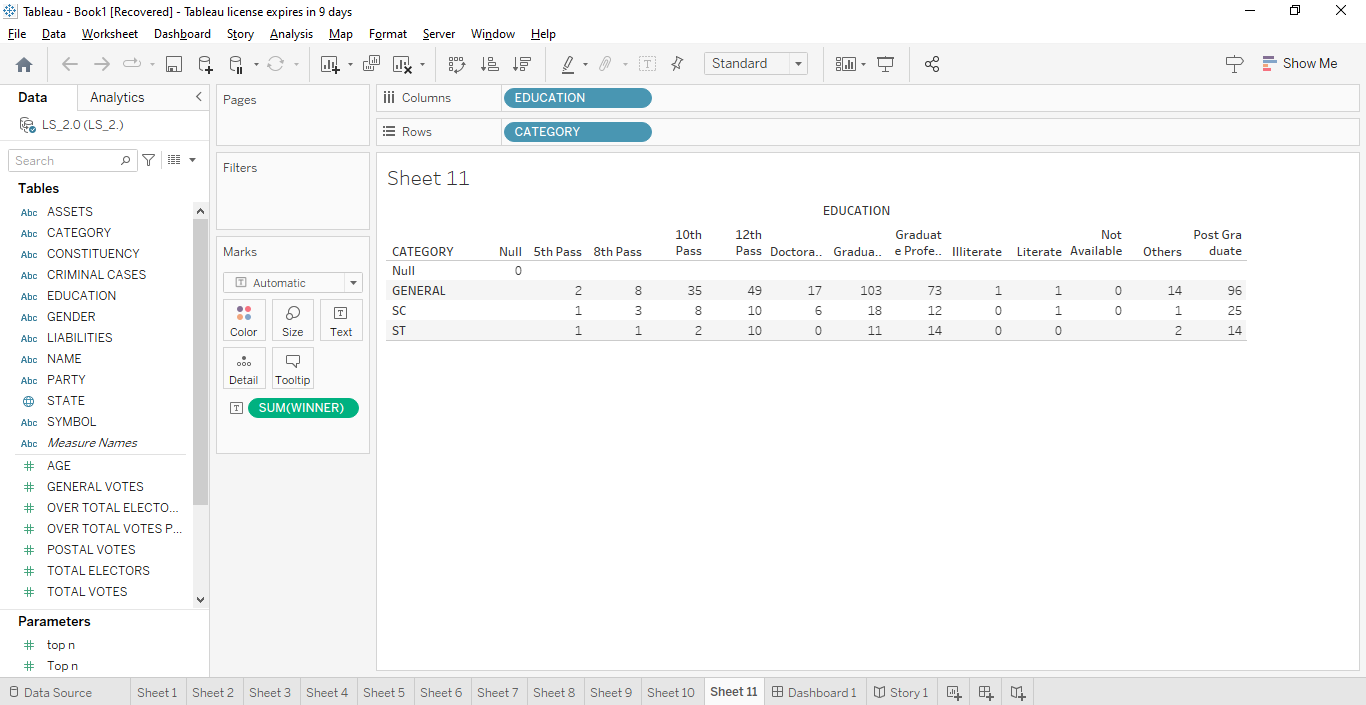 Tableau - Book1 [Recovered] - Tableau license expires in 9 days
File Data Worksheet Dashboard Story Analysis Map Format Server Window Help
Standard
Show Me
Data Analytics
LS_2.0 (LS_2.)
Search
Tables
Abc ASSETS
Abc CATEGORY
Abc CONSTITUENCY
Abc CRIMINAL CASES
Abc EDUCATION
Abc GENDER
Abc LIABILITIES
Abc NAME
Abc PARTY
STATE
Abc SYMBOL
Abc Measure Names
# AGE
# GENERAL VOTES
# OVER TOTAL ELECTO...
# OVER TOTAL VOTES P...
# POSTAL VOTES
# TOTAL ELECTORS
# TOTAL VOTES
Parameters
# top n
# Top n
Pages
Filters
Marks
T Automatic
Color Size Text
Detail Tooltip
T SUM(WINNER)
Columns EDUCATION
Rows CATEGORY
Sheet 11
EDUCATION
CATEGORY Null 5th Pass 8th Pass 10th Pass 12th Pass Doctora.. Gradua.. Graduat e Profe.. Illiterate Literate Not Available Others Post Gra duate
Null 0
GENERAL 2 8 35 49 17 103 73 1 1 0 14 96
SC 1 3 8 10 6 18 12 0 1 0 1 25
ST 1 1 2 10 0 11 14 0 0 2 14
Data Source Sheet 1 Sheet 2 Sheet 3 Sheet 4 Sheet 5 Sheet 6 Sheet 7 Sheet 8 Sheet 9 Sheet 10 Sheet 11 Dashboard 1 Story 1